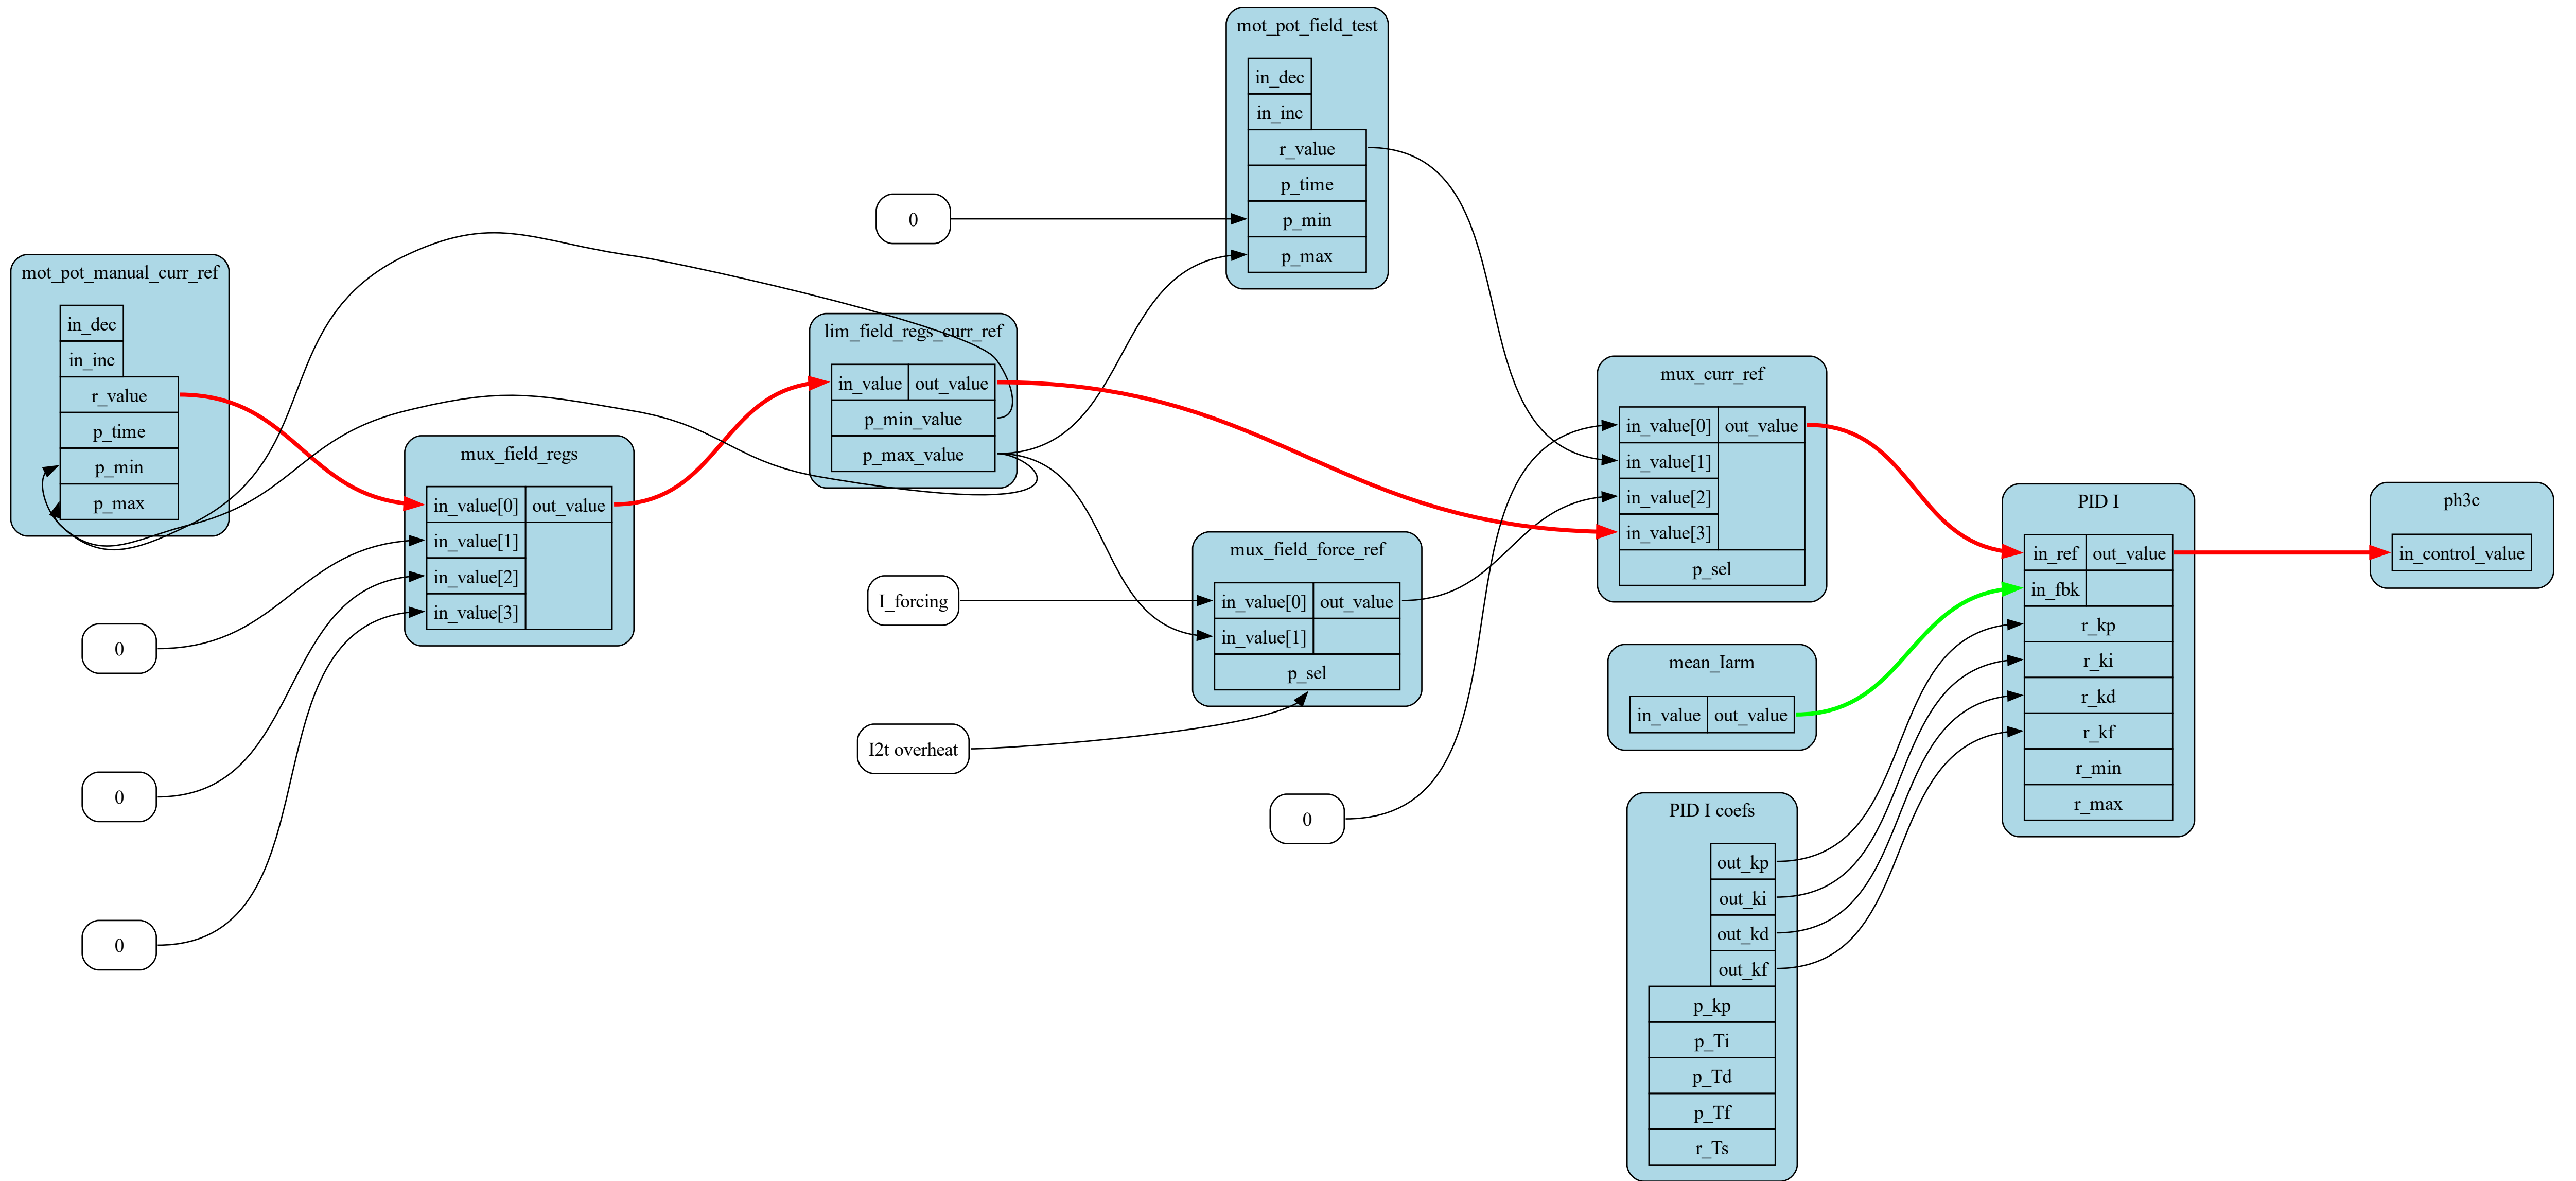 mot_pot_manual_curr_ref
in_dec
in_inc
r_value
p_time
p_min
p_max
0
0
0
mux_field_regs
in_value[0] out_value
in_value[1]
in_value[2]
in_value[3]
lim_field_regs_curr_ref
in_value out_value
p_min_value
p_max_value
0
I_forcing
I2t overheat
mot_pot_field_test
in_dec
in_inc
r_value
p_time
p_min
p_max
mux_field_force_ref
in_value[0] out_value
in_value[1]
p_sel
0
mux_curr_ref
in_value[0] out_value
in_value[1]
in_value[2]
in_value[3]
p_sel
mean_Iarm
in_value out_value
PID I coefs
out_kp
out_ki
out_kd
out_kf
p_kp
p_Ti
p_Td
p_Tf
r_Ts
PID I
in_ref out_value
in_fbk
r_kp
r_ki
r_kd
r_kf
r_min
r_max
ph3c
in_control_value